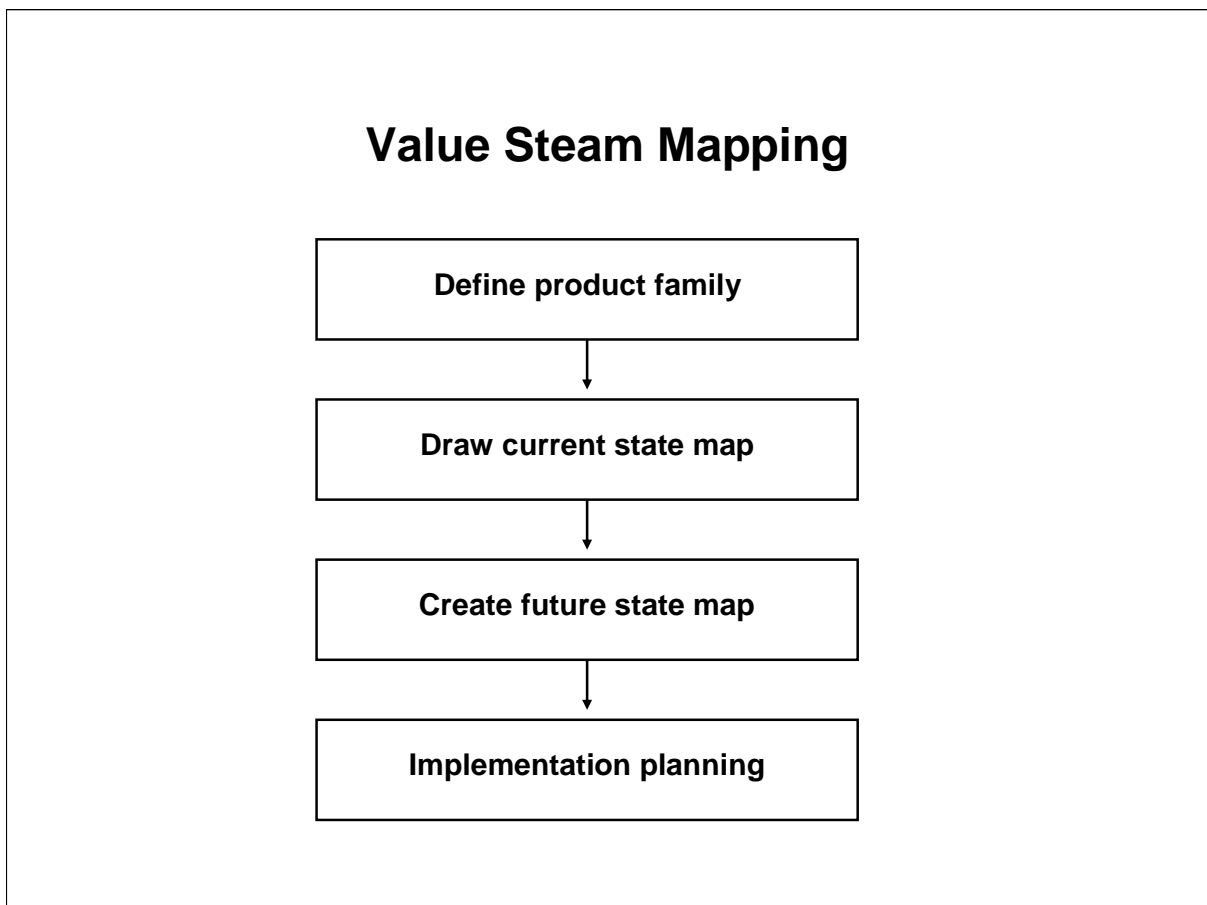 Value Steam Mapping
Define product family
Draw current state map
Create future state map
Implementation planning